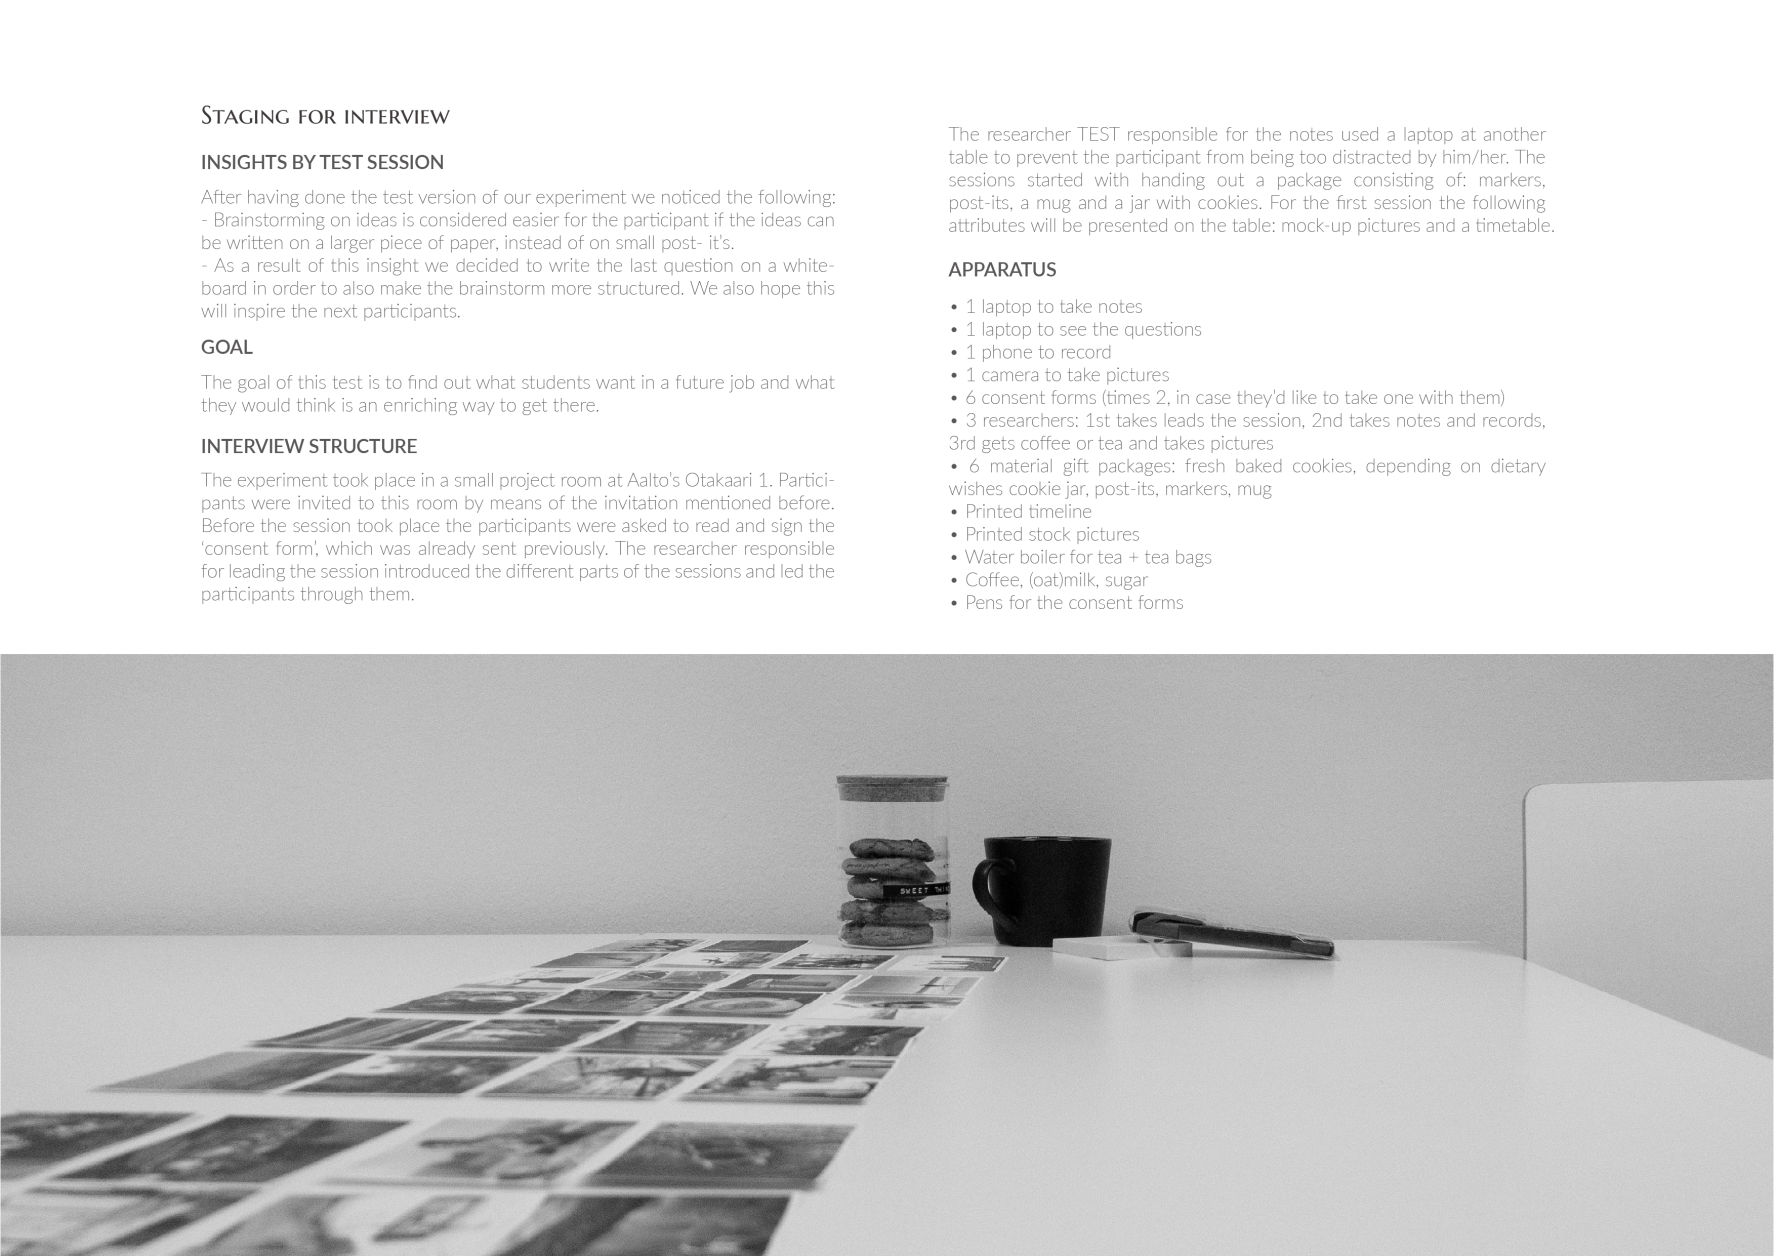 Staging for interview
INSIGHTS BY TEST SESSION
After having done the test version of our experiment we noticed the following:
- Brainstorming on ideas is considered easier for the participant if the ideas can
be written on a larger piece of paper, instead of on small post- it's.
- As a result of this insight we decided to write the last question on a white-
board in order to also make the brainstorm more structured. We also hope this
will inspire the next participants.
GOAL
The goal of this test is to find out what students want in a future job and what
they would think is an enriching way to get there.
INTERVIEW STRUCTURE
The experiment took place in a small project room at Aalto's Otakaari 1. Partici-
pants were invited to this room by means of the invitation mentioned before.
Before the session took place the participants were asked to read and sign the
'consent form', which was already sent previously. The researcher responsible
for leading the session introduced the different parts of the sessions and led the
participants through them.
The researcher TEST responsible for the notes used a laptop at another
table to prevent the participant from being too distracted by him/her. The
sessions started with handing out a package consisting of: markers,
post-its, a mug and a jar with cookies. For the first session the following
attributes will be presented on the table: mock-up pictures and a timetable.
APPARATUS
• 1 laptop to take notes
• 1 laptop to see the questions
• 1 phone to record
• 1 camera to take pictures
• 6 consent forms (times 2, in case they'd like to take one with them)
• 3 researchers: 1st takes leads the session, 2nd takes notes and records,
3rd gets coffee or tea and takes pictures
• 6 material gift packages: fresh baked cookies, depending on dietary
wishes cookie jar, post-its, markers, mug
• Printed timeline
• Printed stock pictures
• Water boiler for tea + tea bags
• Coffee, (oat)milk, sugar
• Pens for the consent forms
SWEET